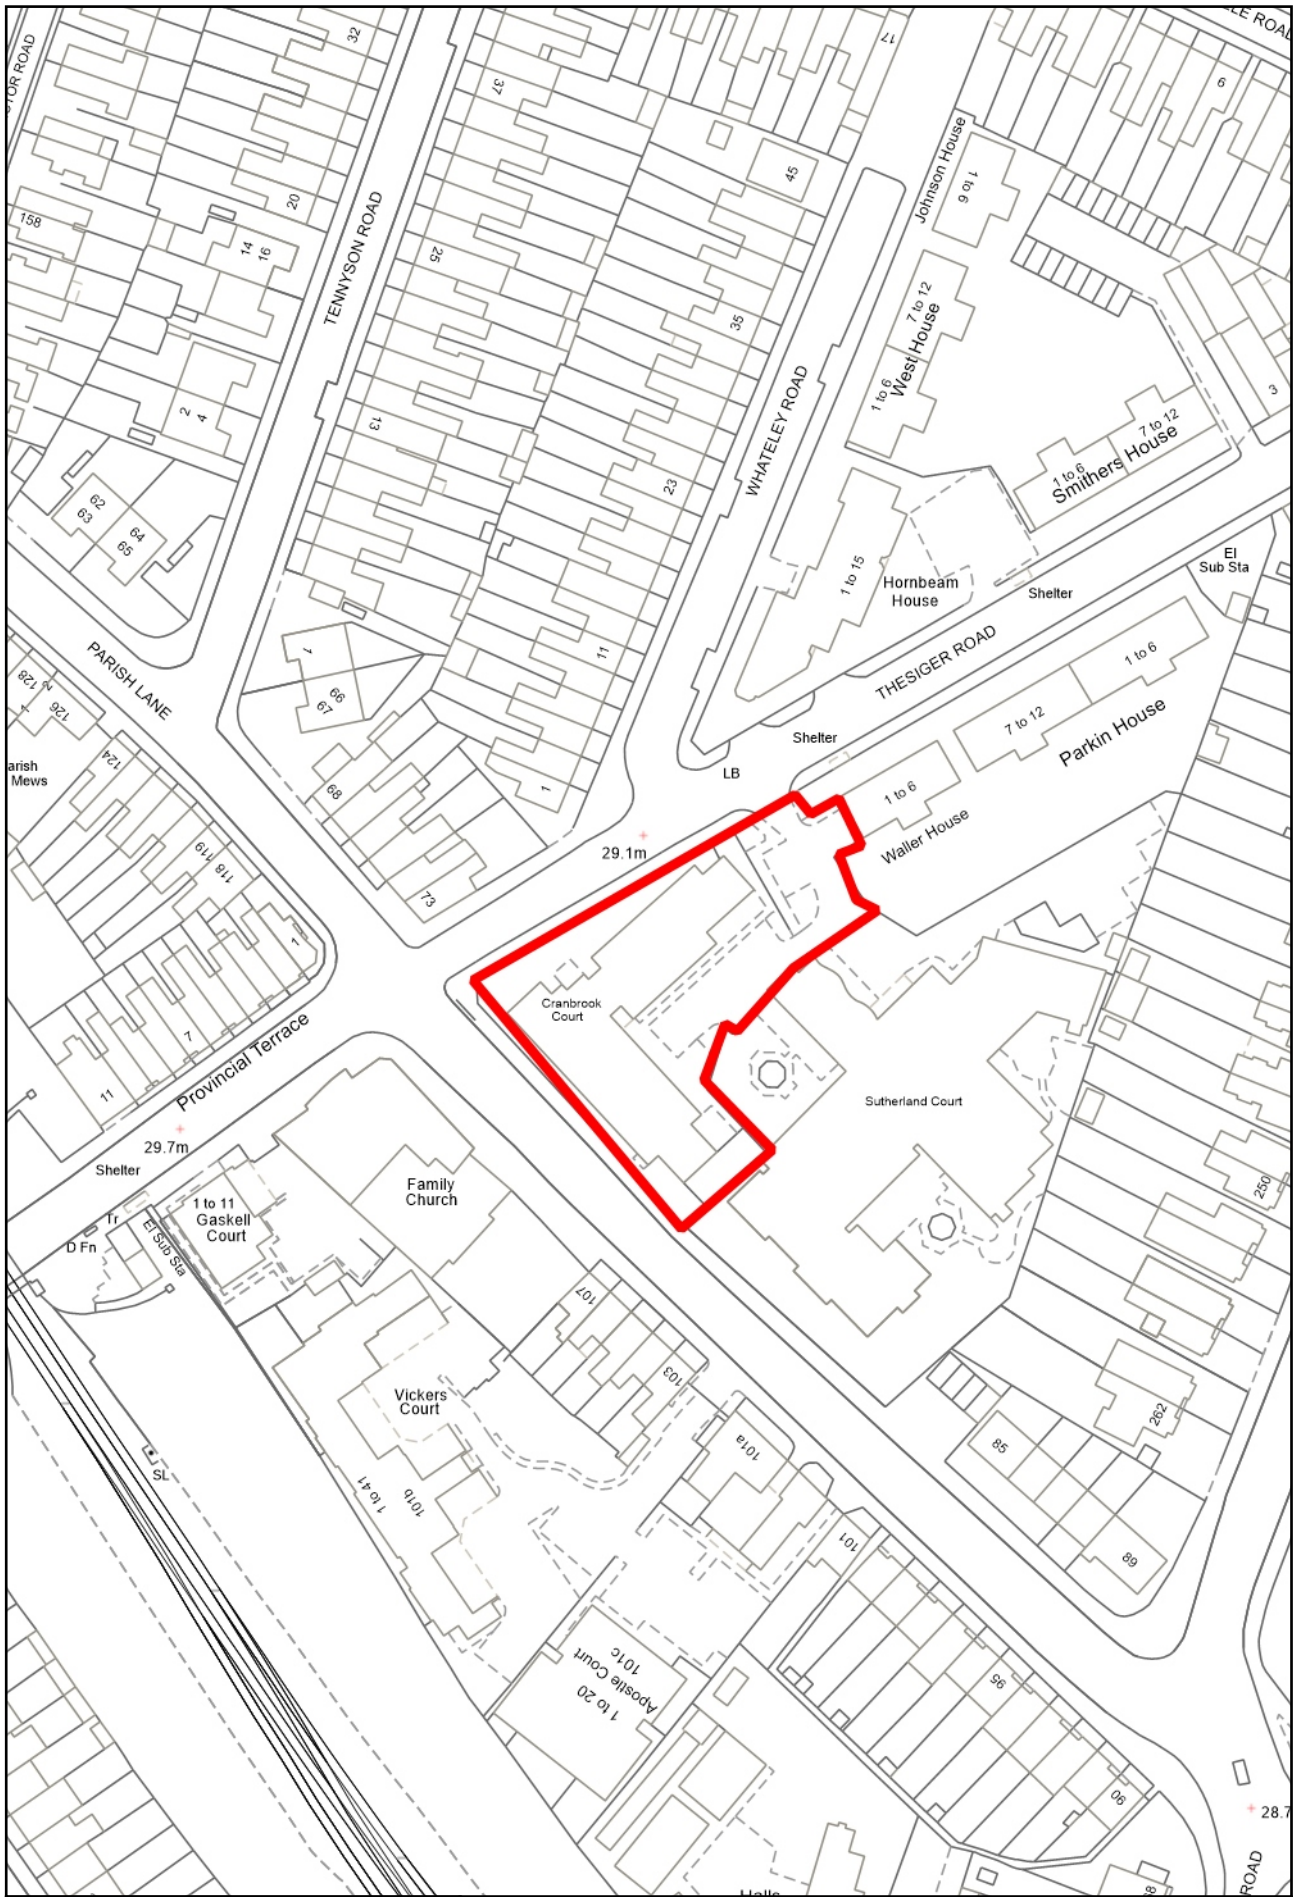 32
17
6
37
Johnson House
1 to 6
45
158
20
14
16
TENNYSON ROAD
25
7 to 12
West House
1 to 6
35
WHATELEY ROAD
3
2
4
13
7 to 12
1 to 6
Smithers House
23
62
63
64
65
El
Sub Sta
1 to 15
Hornbeam
House
Shelter
THESIGER ROAD
11
1
66
67
PARISH LANE
128
126
1 to 6
7 to 12
Parkin House
Shelter
LB
124
Mews
68
1
1 to 6
Waller House
29.1m
119
118
73
1
Cranbrook
Court
7
11
Provincial Terrace
29.7m
Sutherland Court
Shelter
Family
Church
1 to 11
Gaskell
Court
250
Tr
D Fn
El Sub Sta
107
103
Vickers
Court
262
101a
85
SL
1 to 41
101b
101
89
1 to 20
Apostle Court
101c
95
90
28.7
ROAD